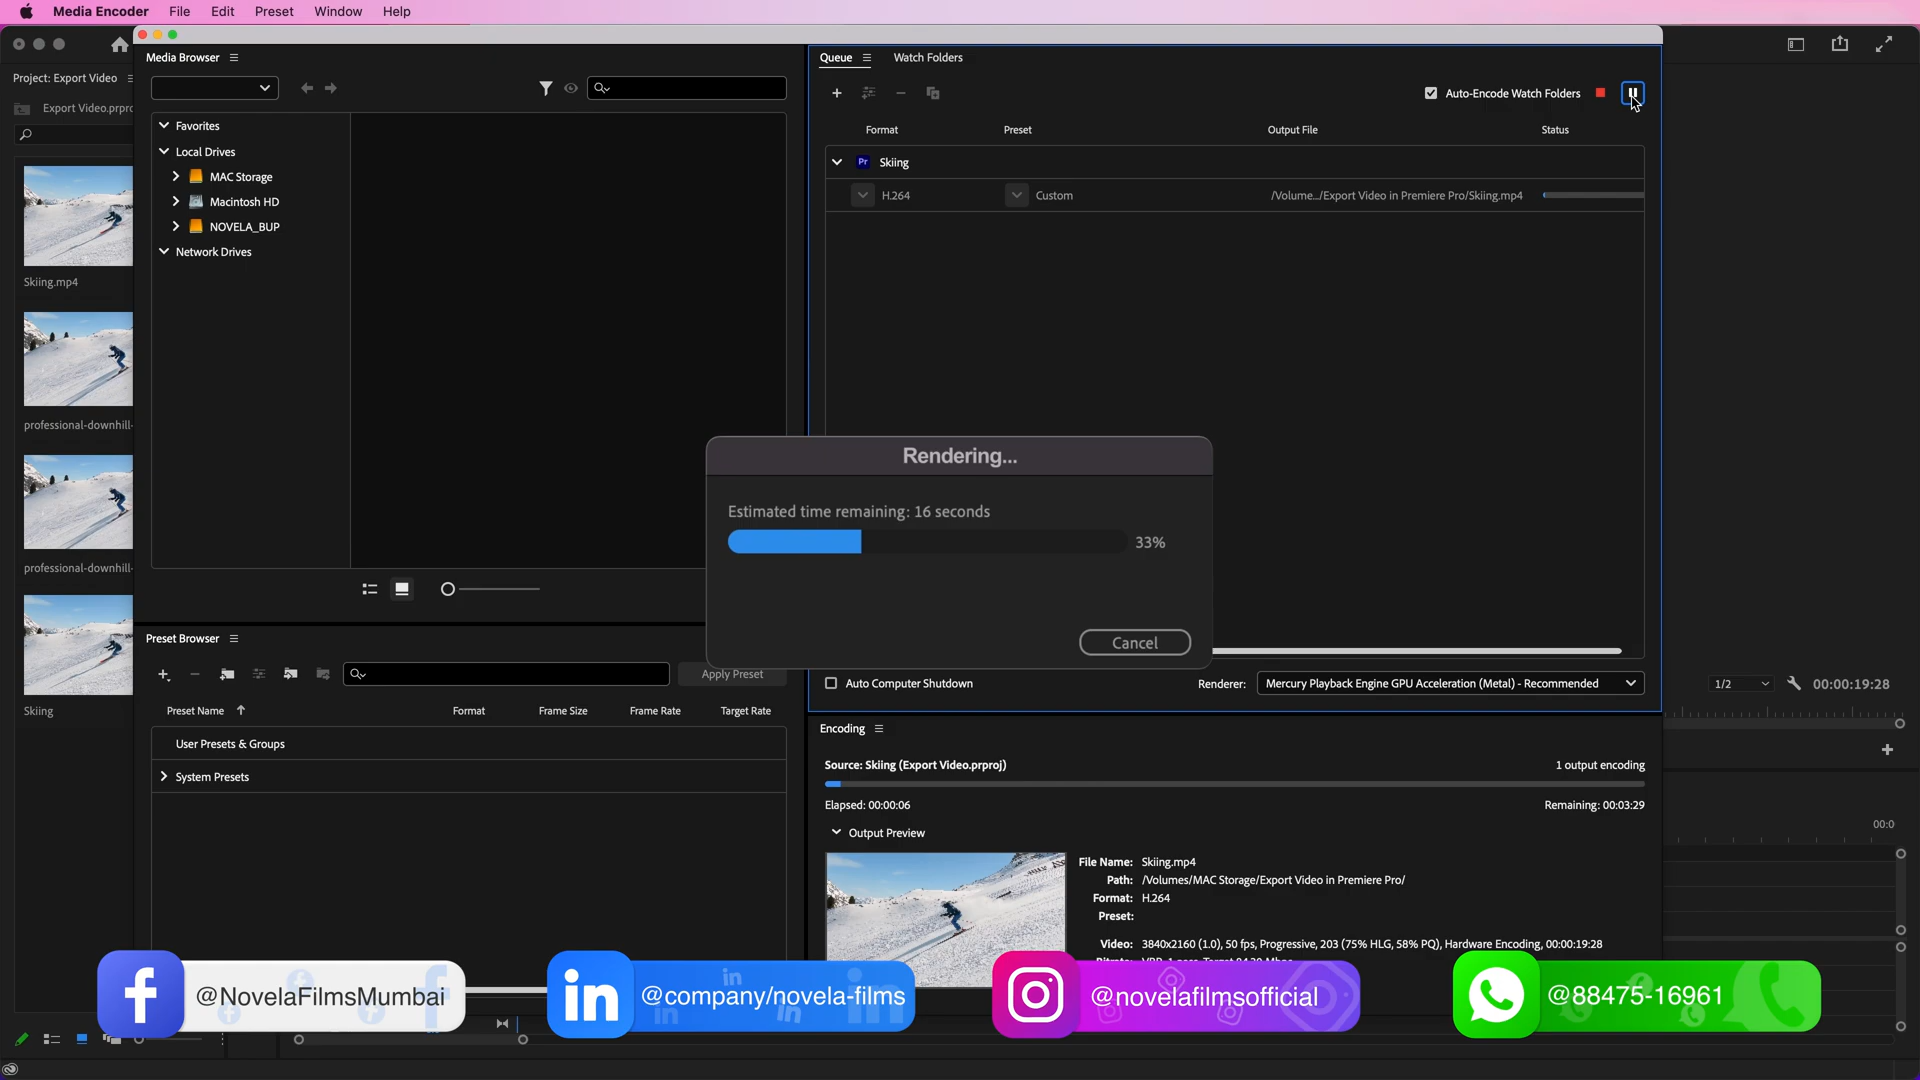 Media Encoder File Edit Preset Window Help
Project: Export Video
Export Video.prpro
Skiing.mp4
professional-downhill-
professional-downhill-
Skiing
Media Browser
Favorites
Local Drives
MAC Storage
Macintosh HD
NOVELA_BUP
Network Drives
Preset Browser
Apply Preset
Preset Name Format Frame Size Frame Rate Target Rate
User Presets & Groups
System Presets
Queue Watch Folders
Auto-Encode Watch Folders
Format Preset Output File Status
Pr Skiing
H.264 Custom /Volume.../Export Video in Premiere Pro/Skiing.mp4
Rendering...
Estimated time remaining: 16 seconds
33%
Cancel
Auto Computer Shutdown
Renderer: Mercury Playback Engine GPU Acceleration (Metal) - Recommended
Encoding
Source: Skiing (Export Video.prproj) 1 output encoding
Elapsed: 00:00:06 Remaining: 00:03:29
Output Preview
File Name: Skiing.mp4
Path: /Volumes/MAC Storage/Export Video in Premiere Pro/
Format: H.264
Preset:
Video: 3840x2160 (1.0), 50 fps, Progressive, 203 (75% HLG, 58% PQ), Hardware Encoding, 00:00:19:28
1/2 00:00:19:28
00:0
@NovelaFilmsMumbai
in @company/novela-films
@novelafilmsofficial
@88475-16961